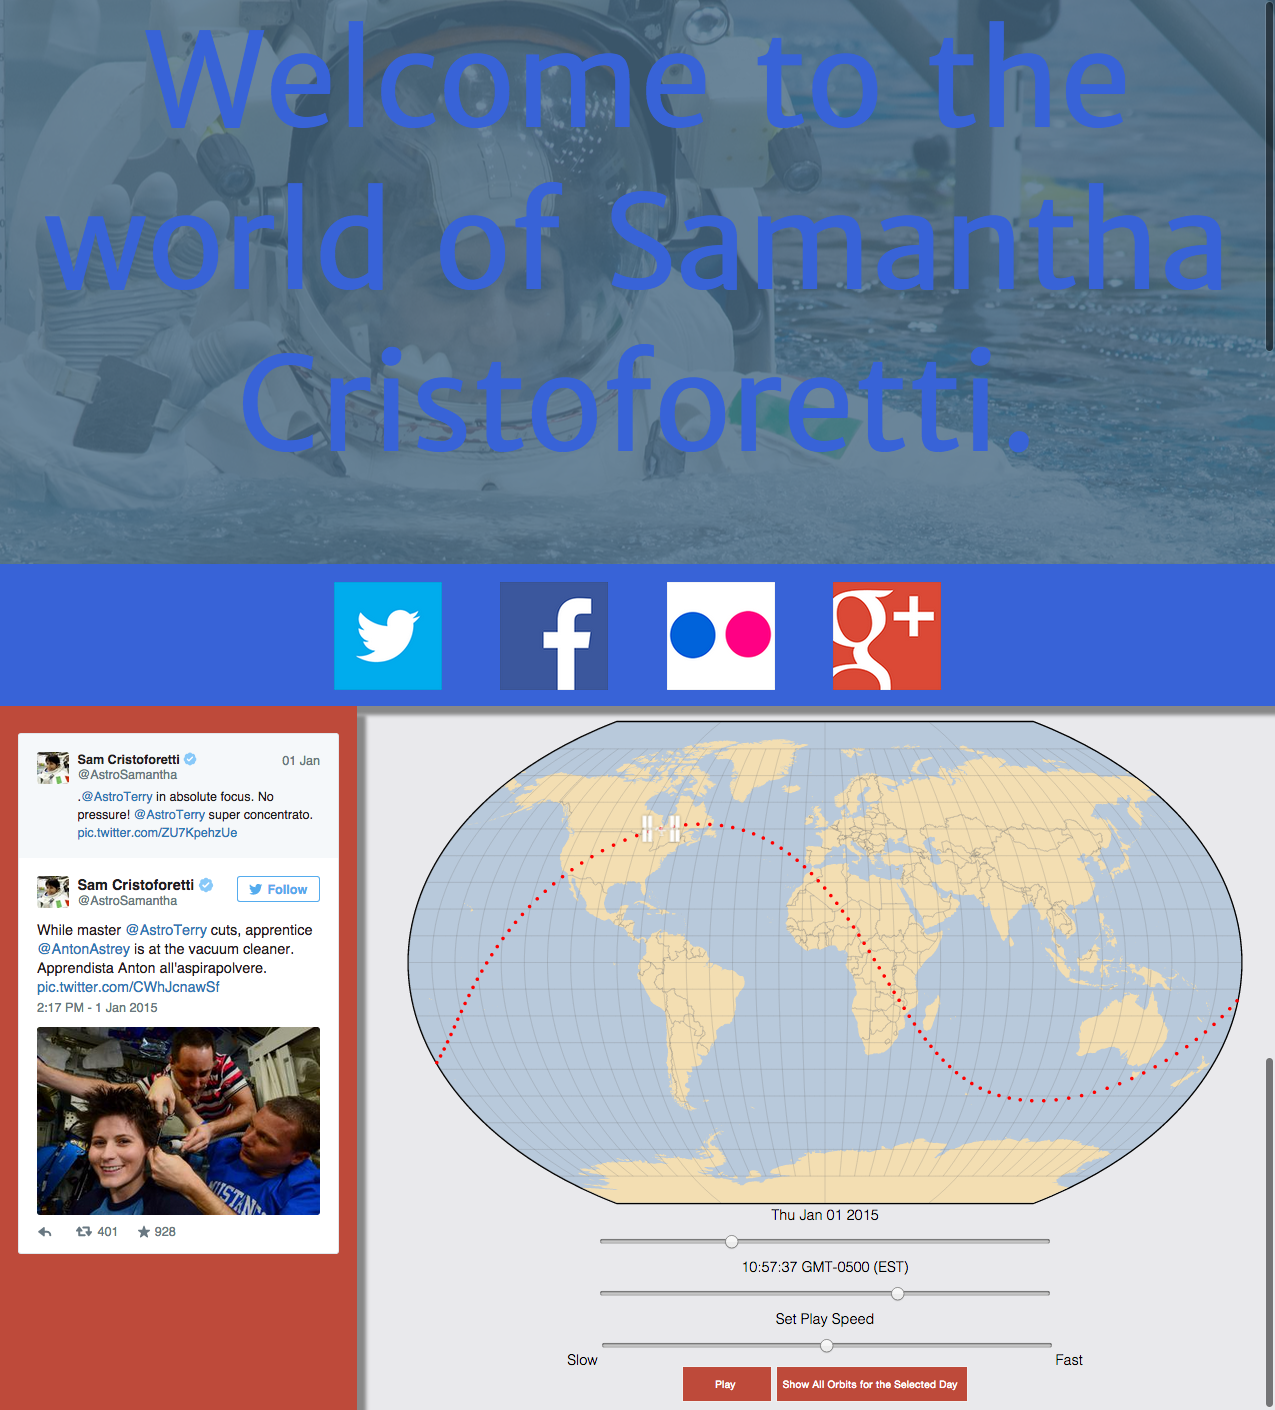 Welcome to the
world of Samantha
Cristoforetti.
Sam Cristoforetti
01 Jan
@AstroSamantha
.@AstroTerry in absolute focus. No
pressure! @AstroTerry super concentrato.
pic.twitter.com/ZU7KpehzUe
Sam Cristoforetti
Follow
@AstroSamantha
While master @AstroTerry cuts, apprentice
@AntonAstrey is at the vacuum cleaner.
Apprendista Anton all'aspirapolvere.
pic.twitter.com/CWhJcnawSf
2:17 PM - 1 Jan 2015
MUSTANG
401 928
Thu Jan 01 2015
10:57:37 GMT-0500 (EST)
Set Play Speed
Slow
Fast
Play
Show All Orbits for the Selected Day